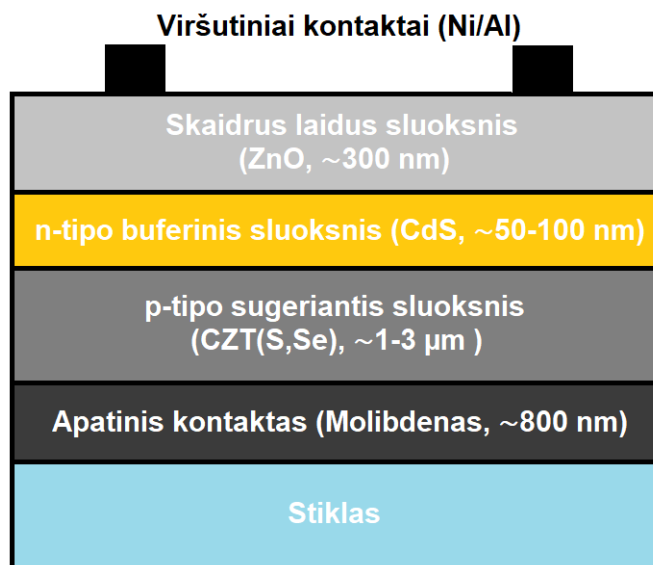 Viršutiniai kontaktai (Ni/Al)
Skaidrus laidus sluoksnis
(ZnO, ~300 nm)
n-tipo buferinis sluoksnis (CdS, ~50-100 nm)
p-tipo sugeriantis sluoksnis
(CZT(S,Se), ~1-3 µm )
Apatinis kontaktas (Molibdenas, ~800 nm)
Stiklas